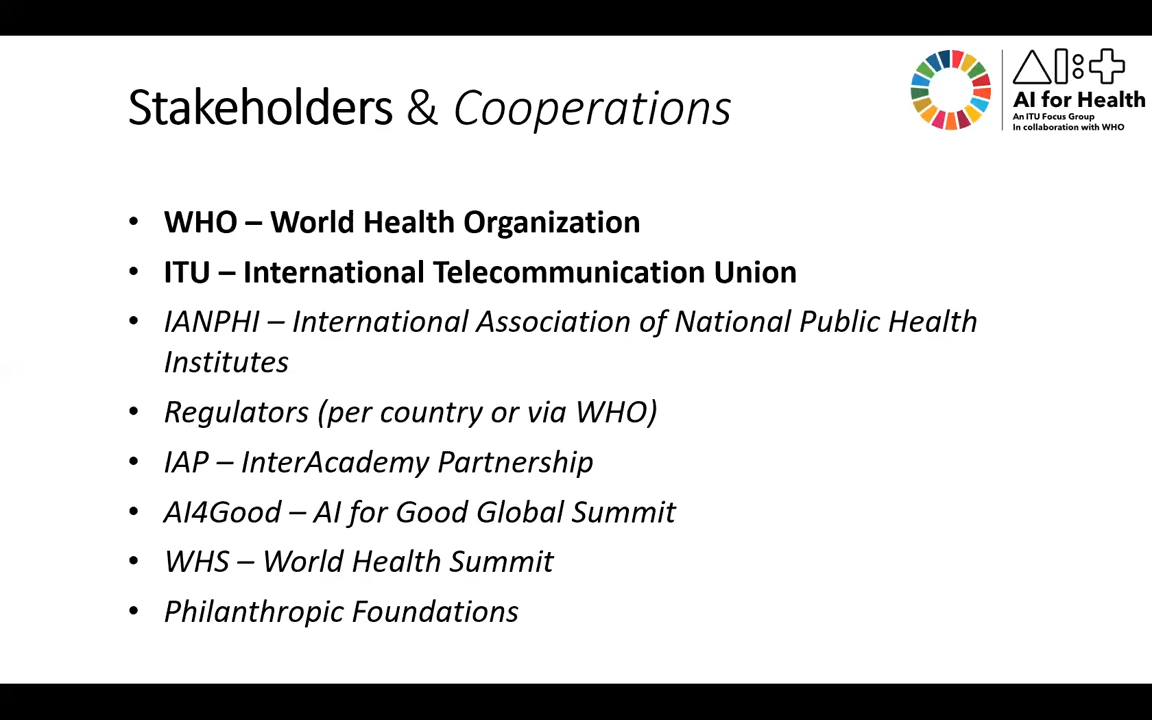 Stakeholders & Cooperations
AI for Health
An ITU Focus Group
In collaboration with WHO
• WHO – World Health Organization
• ITU – International Telecommunication Union
• IANPHI – International Association of National Public Health
Institutes
• Regulators (per country or via WHO)
• IAP – InterAcademy Partnership
• AI4Good – AI for Good Global Summit
• WHS – World Health Summit
• Philanthropic Foundations